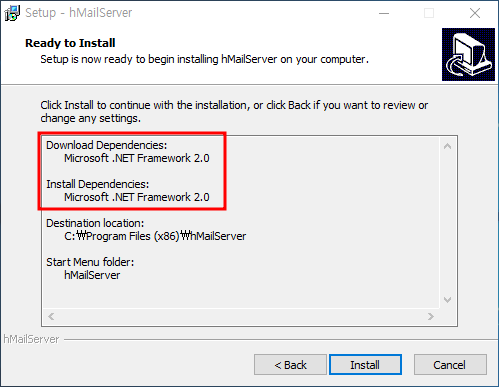 Setup - hMailServer
Ready to Install
Setup is now ready to begin installing hMailServer on your computer.
Click Install to continue with the installation, or click Back if you want to review or
change any settings.
Download Dependencies:
Microsoft .NET Framework 2.0
Install Dependencies:
Microsoft .NET Framework 2.0
Destination location:
C:₩Program Files (x86)₩hMailServer
Start Menu folder:
hMailServer
hMailServer
< Back
Install
Cancel